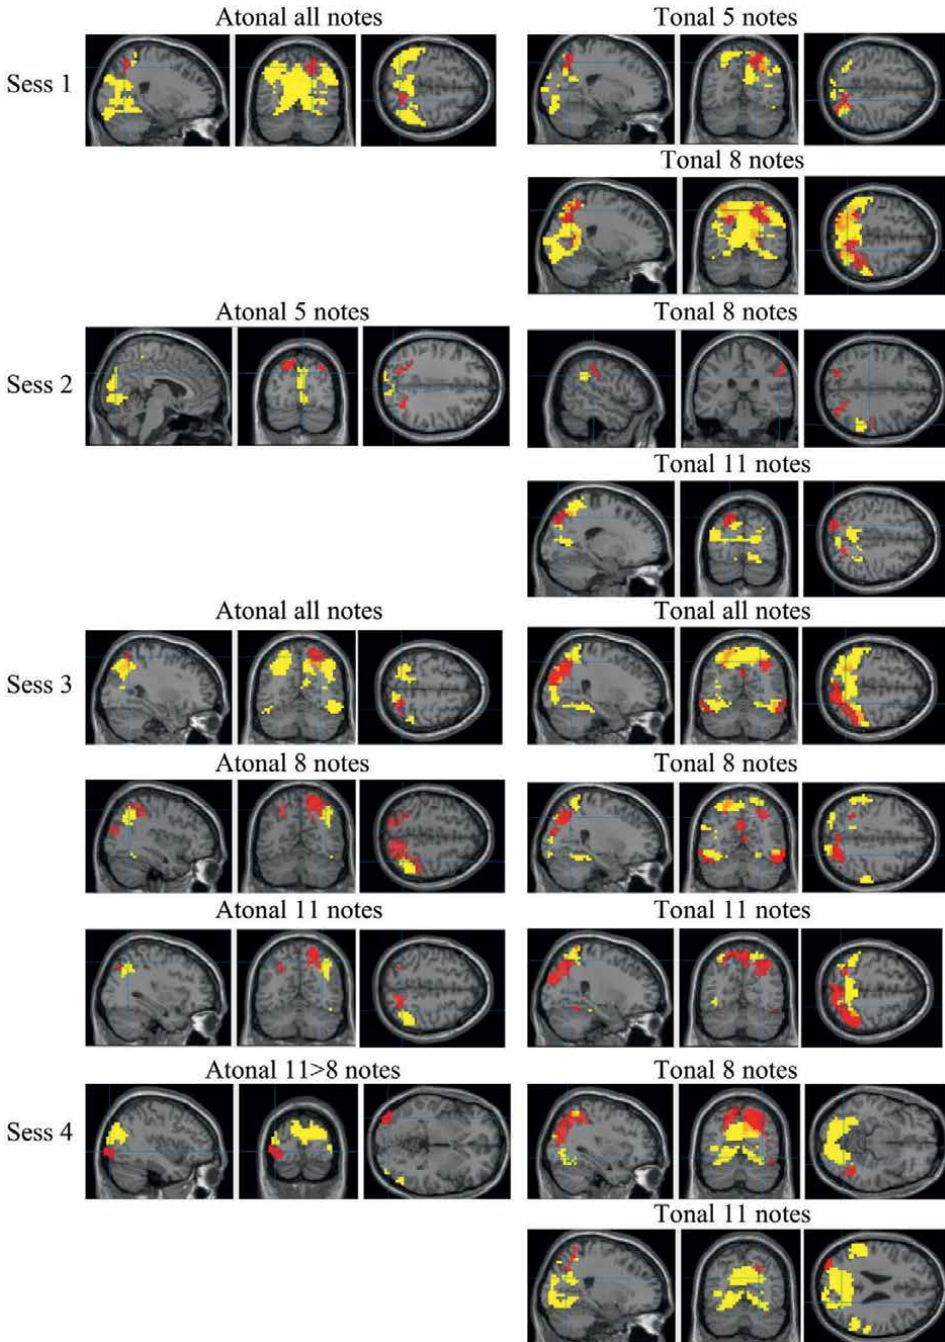 Atonal all notes
Tonal 5 notes
Sess 1
Tonal 8 notes
Atonal 5 notes
Tonal 8 notes
Sess 2
Tonal 11 notes
Atonal all notes
Tonal all notes
Sess 3
Atonal 8 notes
Tonal 8 notes
Atonal 11 notes
Tonal 11 notes
Atonal 11>8 notes
Tonal 8 notes
Sess 4
Tonal 11 notes